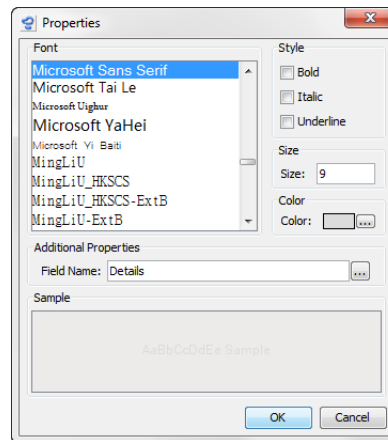 Properties
Font
Microsoft Sans Serif
Microsoft Tai Le
Microsoft Uighur
Microsoft YaHei
Microsoft Yi Baiti
MingLiU
MingLiU_HKSCS
MingLiU_HKSCS-ExtB
MingLiU-ExtB
Style
Bold
Italic
Underline
Size
Size: 9
Color
Color: ...
Additional Properties
Field Name: Details ...
Sample
AaBbCcDdEe Sample
OK Cancel